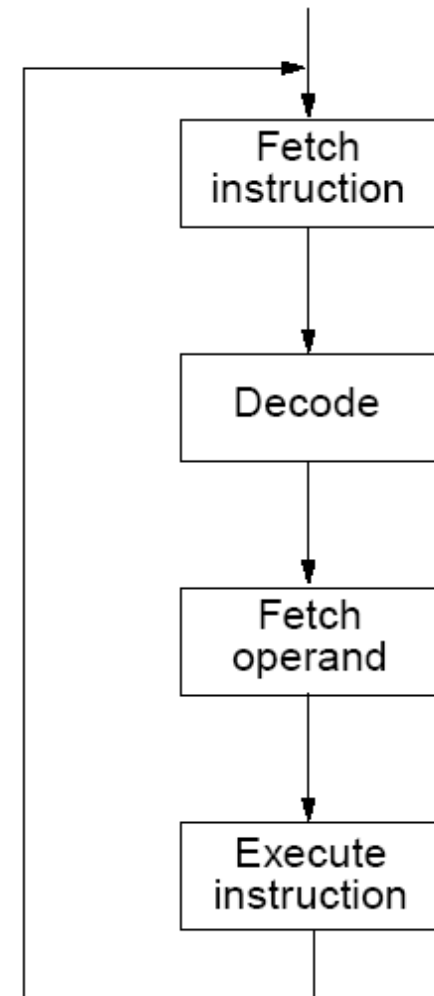 Fetch
instruction
Decode
Fetch
operand
Execute
instruction